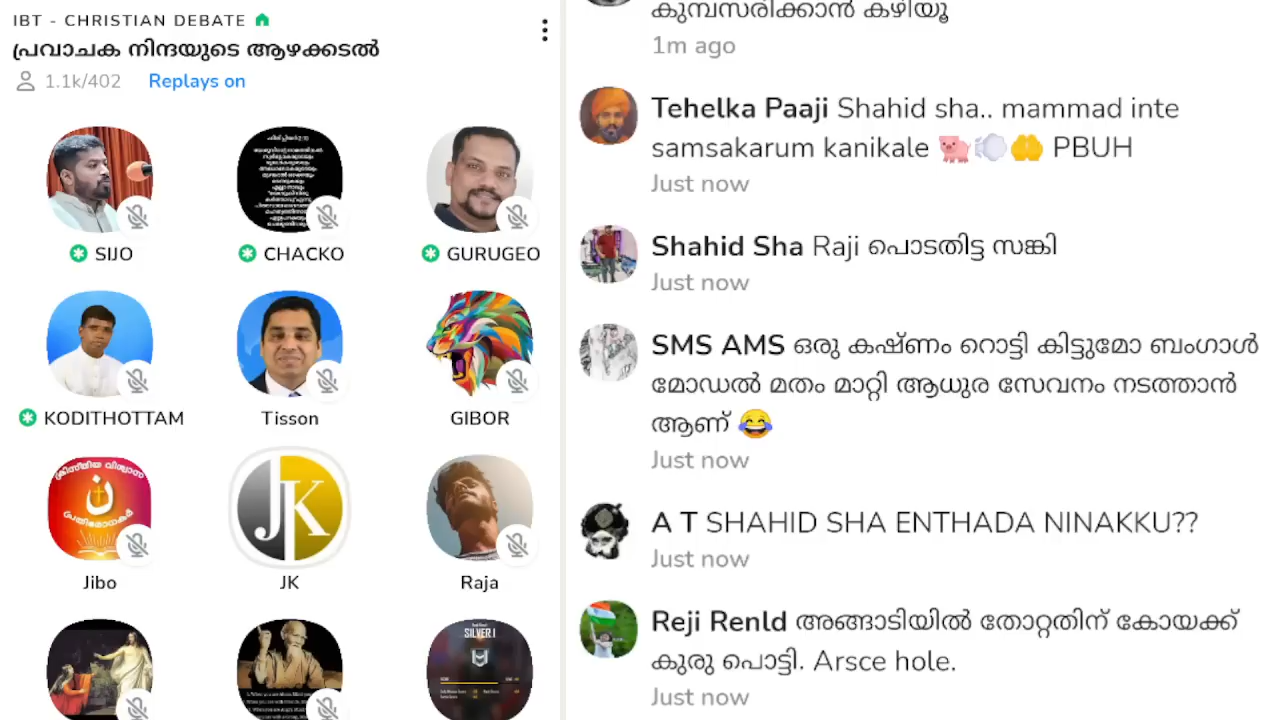 IBT - CHRISTIAN DEBATE
പ്രവാചക നിന്ദയുടെ ആഴക്കടൽ
1.1k/402 Replays on
SIJO
CHACKO
GURUGEO
KODITHOTTAM
Tisson
GIBOR
ക്രിസ്തീയ വിശ്വാസ
പ്രതിരോധകർ
ن
JK
Jibo
JK
Raja
SILVER I
കുമ്പസരിക്കാൻ കഴിയൂ
1m ago
Tehelka Paaji Shahid sha.. mammad inte
samsakarum kanikale 🐖💨🤲 PBUH
Just now
Shahid Sha Raji പൊടതിട്ട സങ്കി
Just now
SMS AMS ഒരു കഷ്ണം റൊട്ടി കിട്ടുമോ ബംഗാൾ
മോഡൽ മതം മാറ്റി ആധുര സേവനം നടത്താൻ
ആണ് 😂
Just now
A T SHAHID SHA ENTHADA NINAKKU??
Just now
Reji Renld അങ്ങാടിയിൽ തോറ്റതിന് കോയക്ക്
കുരു പൊട്ടി. Arsce hole.
Just now